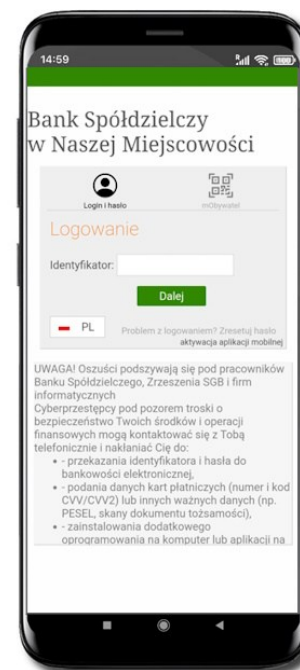 14:59
Bank Spółdzielczy
w Naszej Miejscowości
Login i hasło
mObywatel
Logowanie
Identyfikator:
Dalej
PL
Problem z logowaniem? Zresetuj hasło
aktywacja aplikacji mobilnej
UWAGA! Oszuści podszywają się pod pracowników
Banku Spółdzielczego, Zrzeszenia SGB i firm
informatycznych
Cyberprzestępcy pod pozorem troski o
bezpieczeństwo Twoich środków i operacji
finansowych mogą kontaktować się z Tobą
telefonicznie i nakłaniać Cię do:
- przekazania identyfikatora i hasła do
bankowości elektronicznej,
- podania danych kart płatniczych (numer i kod
CVV/CVV2) lub innych ważnych danych (np.
PESEL, skany dokumentu tożsamości),
- zainstalowania dodatkowego
oprogramowania na komputer lub aplikacji na